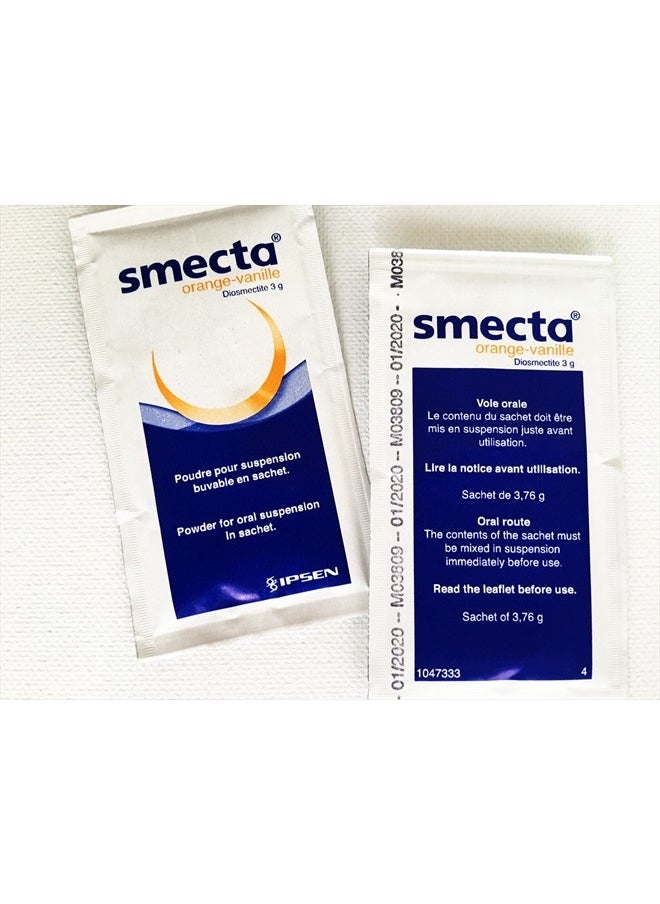 smecta®
orange-vanille
Diosmectite 3 g
Poudre pour suspension
buvable en sachet.
Powder for oral suspension
in sachet.
IPSEN
01/2020 -- M03809 -- 01/2020 -- M03809 -- 01/2020 - · M038
smecta®
orange-vanille
Diosmectite 3 g
Voie orale
Le contenu du sachet doit être
mis en suspension juste avant
utilisation.
Lire la notice avant utilisation.
Sachet de 3,76 g
Oral route
The contents of the sachet must
be mixed in suspension
immediately before use.
Read the leaflet before use.
Sachet of 3,76 g
1047333
4